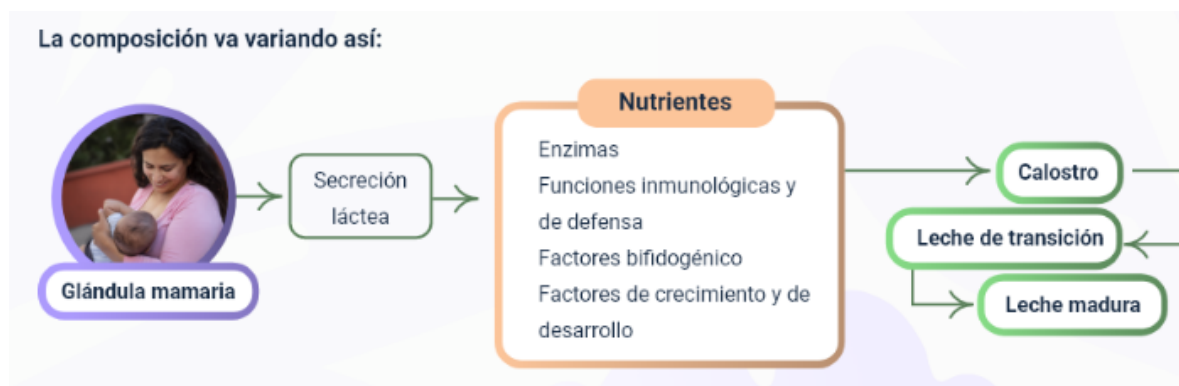 La composición va variando así:
Glándula mamaria
Secreción
láctea
Nutrientes
Enzimas
Funciones inmunológicas y
de defensa
Factores bifidogénico
Factores de crecimiento y de
desarrollo
Calostro
Leche de transición
Leche madura